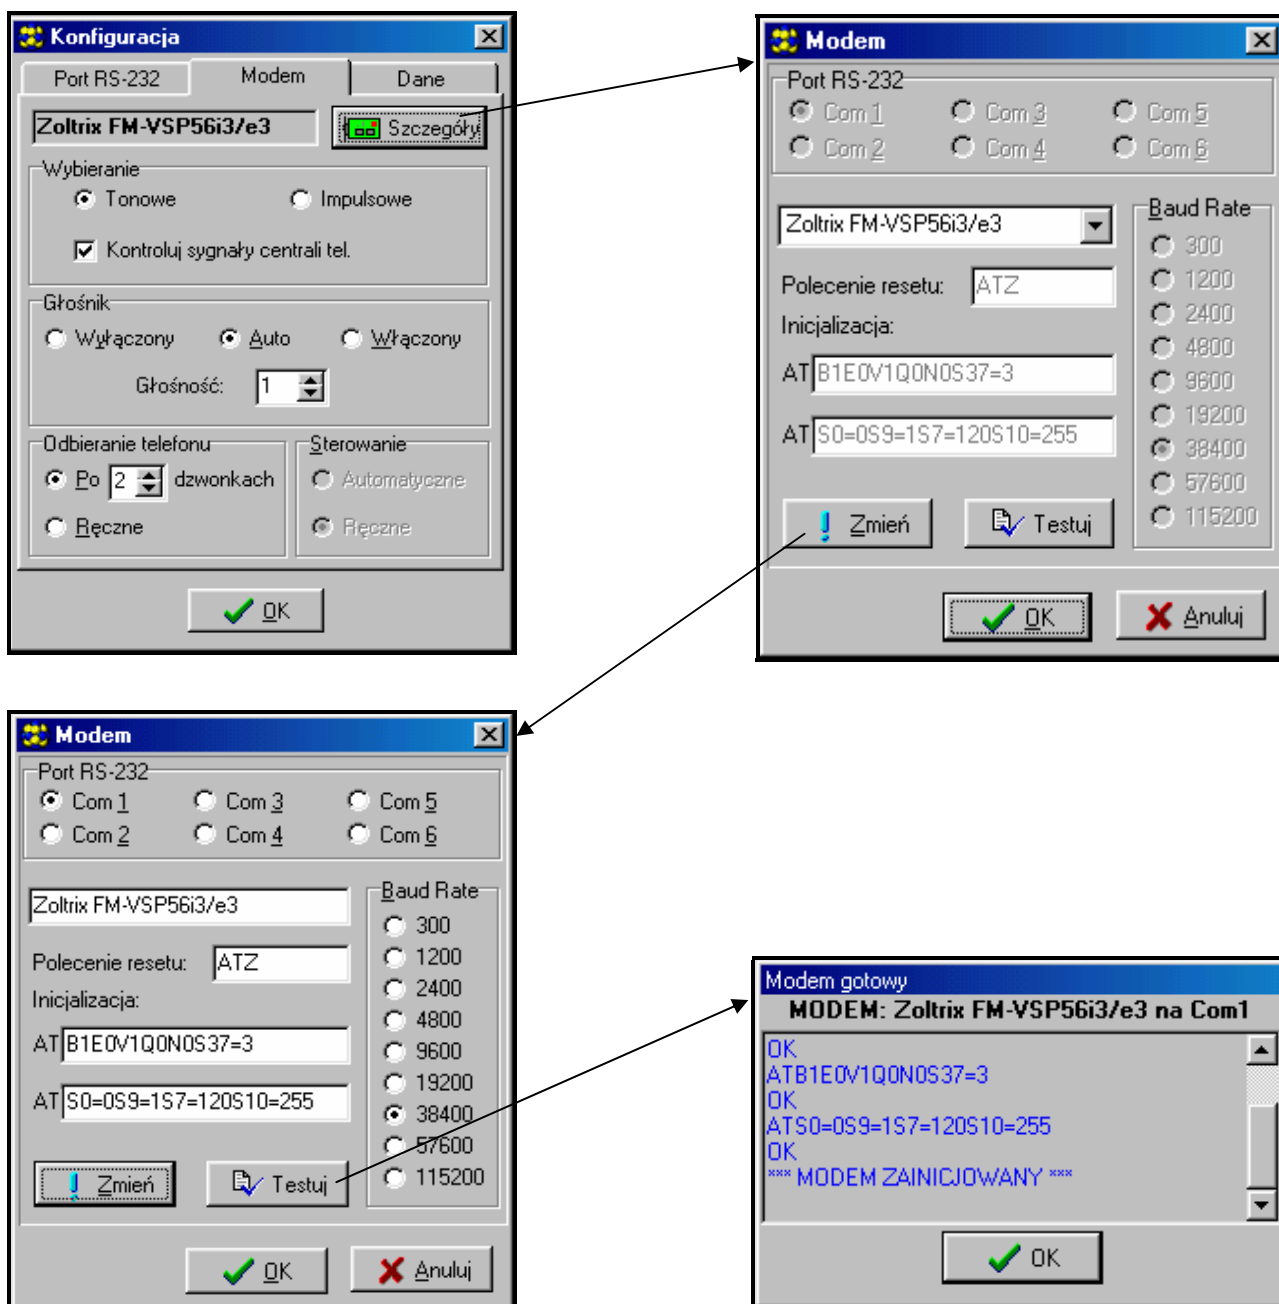 Konfiguracja
Port RS-232 Modem Dane
Zoltrix FM-VSP56i3/e3 Szczegóły
Wybieranie
Tonowe Impulsowe
Kontroluj sygnały centrali tel.
Głośnik
Wyłączony Auto Włączony
Głośność: 1
Odbieranie telefonu Sterowanie
Po 2 dzwonkach Automatyczne
Ręczne Ręczne
OK
Modem
Port RS-232
Com 1 Com 3 Com 5
Com 2 Com 4 Com 6
Zoltrix FM-VSP56i3/e3
Polecenie resetu: ATZ
Inicjalizacja:
AT B1E0V1Q0N0S37=3
AT S0=0S9=1S7=120S10=255
Baud Rate
300
1200
2400
4800
9600
19200
38400
57600
115200
Zmień Testuj
OK Anuluj
Modem
Port RS-232
Com 1 Com 3 Com 5
Com 2 Com 4 Com 6
Zoltrix FM-VSP56i3/e3
Polecenie resetu: ATZ
Inicjalizacja:
AT B1E0V1Q0N0S37=3
AT S0=0S9=1S7=120S10=255
Baud Rate
300
1200
2400
4800
9600
19200
38400
57600
115200
Zmień Testuj
OK Anuluj
Modem gotowy
MODEM: Zoltrix FM-VSP56i3/e3 na Com1
OK
ATB1E0V1Q0N0S37=3
OK
ATS0=0S9=1S7=120S10=255
OK
*** MODEM ZAINICJOWANY ***
OK